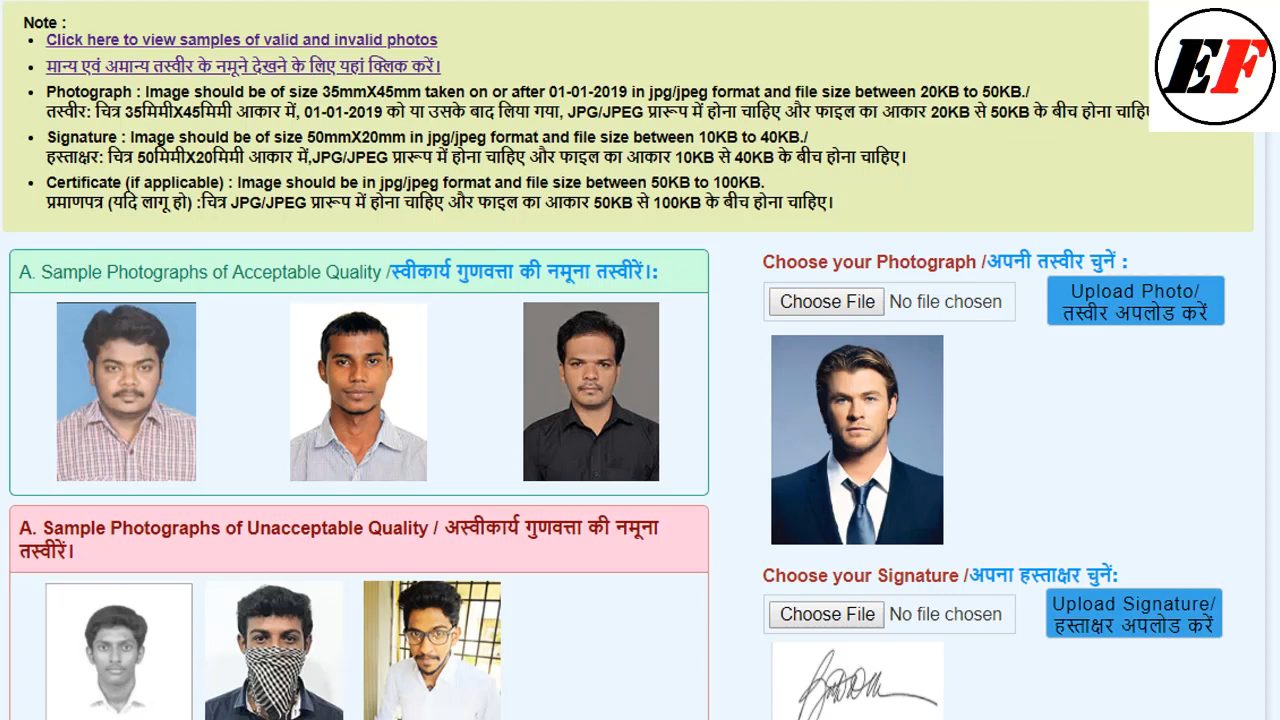 Note :
Click here to view samples of valid and invalid photos
मान्य एवं अमान्य तस्वीर के नमूने देखने के लिए यहां क्लिक करें।
Photograph : Image should be of size 35mmX45mm taken on or after 01-01-2019 in jpg/jpeg format and file size between 20KB to 50KB./
तस्वीर: चित्र 35मिमीX45मिमी आकार में, 01-01-2019 को या उसके बाद लिया गया, JPG/JPEG प्रारूप में होना चाहिए और फाइल का आकार 20KB से 50KB के बीच होना
Signature : Image should be of size 50mmX20mm in jpg/jpeg format and file size between 10KB to 40KB./
हस्ताक्षर: चित्र 50मिमीX20मिमी आकार में,JPG/JPEG प्रारूप में होना चाहिए और फाइल का आकार 10KB से 40KB के बीच होना चाहिए।
Certificate (if applicable) : Image should be in jpg/jpeg format and file size between 50KB to 100KB.
प्रमाणपत्र (यदि लागू हो) :चित्र JPG/JPEG प्रारूप में होना चाहिए और फाइल का आकार 50KB से 100KB के बीच होना चाहिए।
EF
A. Sample Photographs of Acceptable Quality /स्वीकार्य गुणवत्ता की नमूना तस्वीरें।:
Choose your Photograph /अपनी तस्वीर चुनें :
Choose File No file chosen
Upload Photo/
तस्वीर अपलोड करें
A. Sample Photographs of Unacceptable Quality / अस्वीकार्य गुणवत्ता की नमूना
तस्वीरें।
Choose your Signature /अपना हस्ताक्षर चुनें:
Choose File No file chosen
Upload Signature/
हस्ताक्षर अपलोड करें